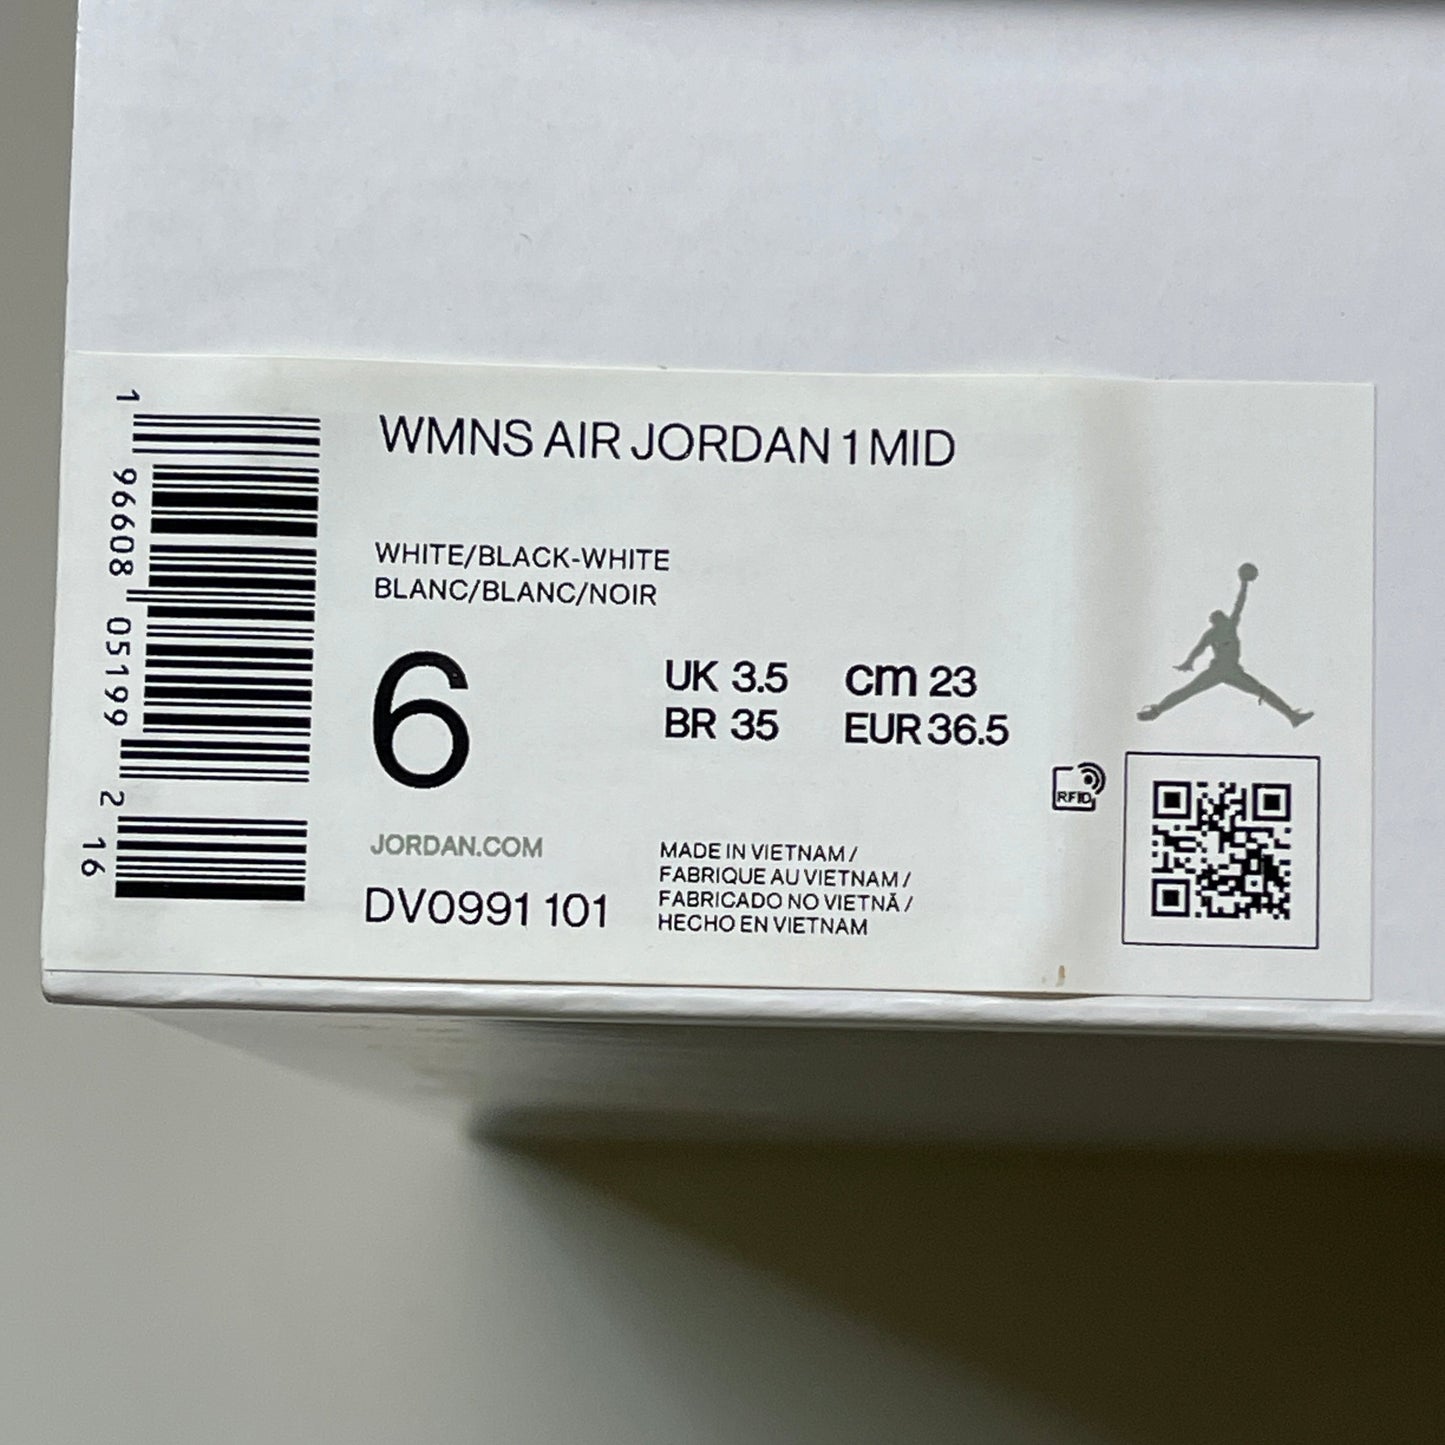 WMNS AIR JORDAN 1 MID
WHITE/BLACK-WHITE
BLANC/BLANC/NOIR
6
UK 3.5 cm 23
BR 35 EUR 36.5
JORDAN.COM
DV0991 101
MADE IN VIETNAM /
FABRIQUE AU VIETNAM /
FABRICADO NO VIETNÃ /
HECHO EN VIETNAM
RFID
1 96608 05199 2 16